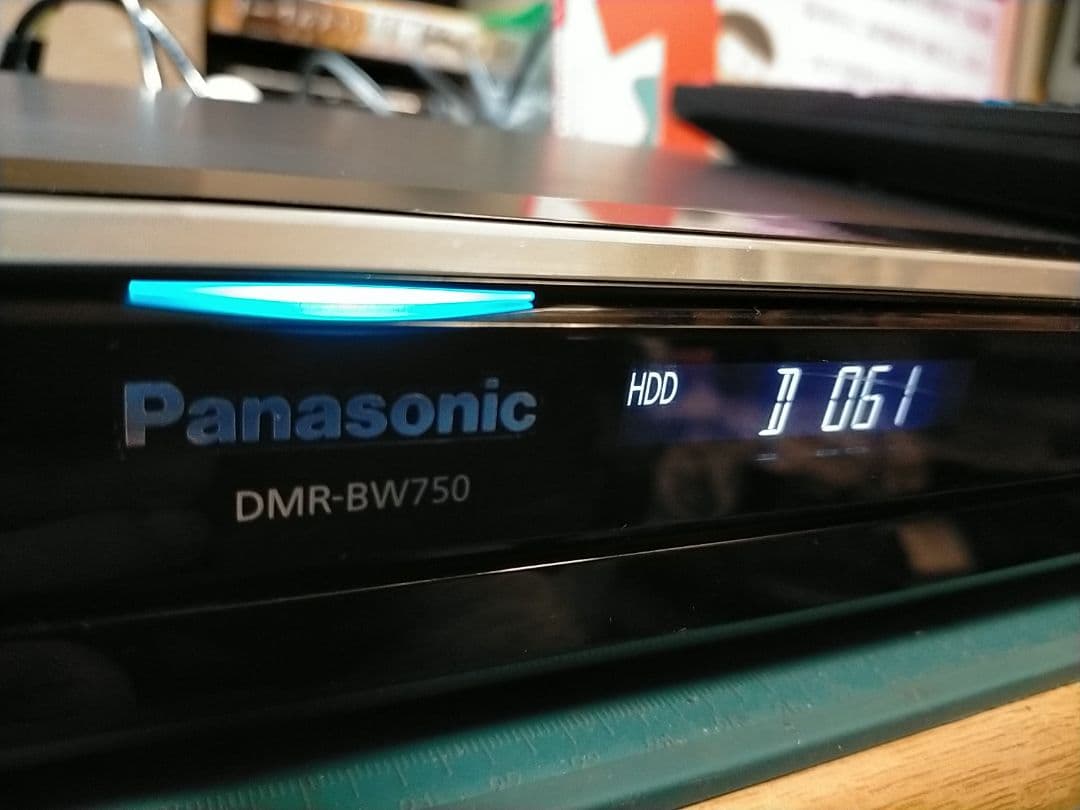 HDD
D 061
Panasonic
DMR-BW750